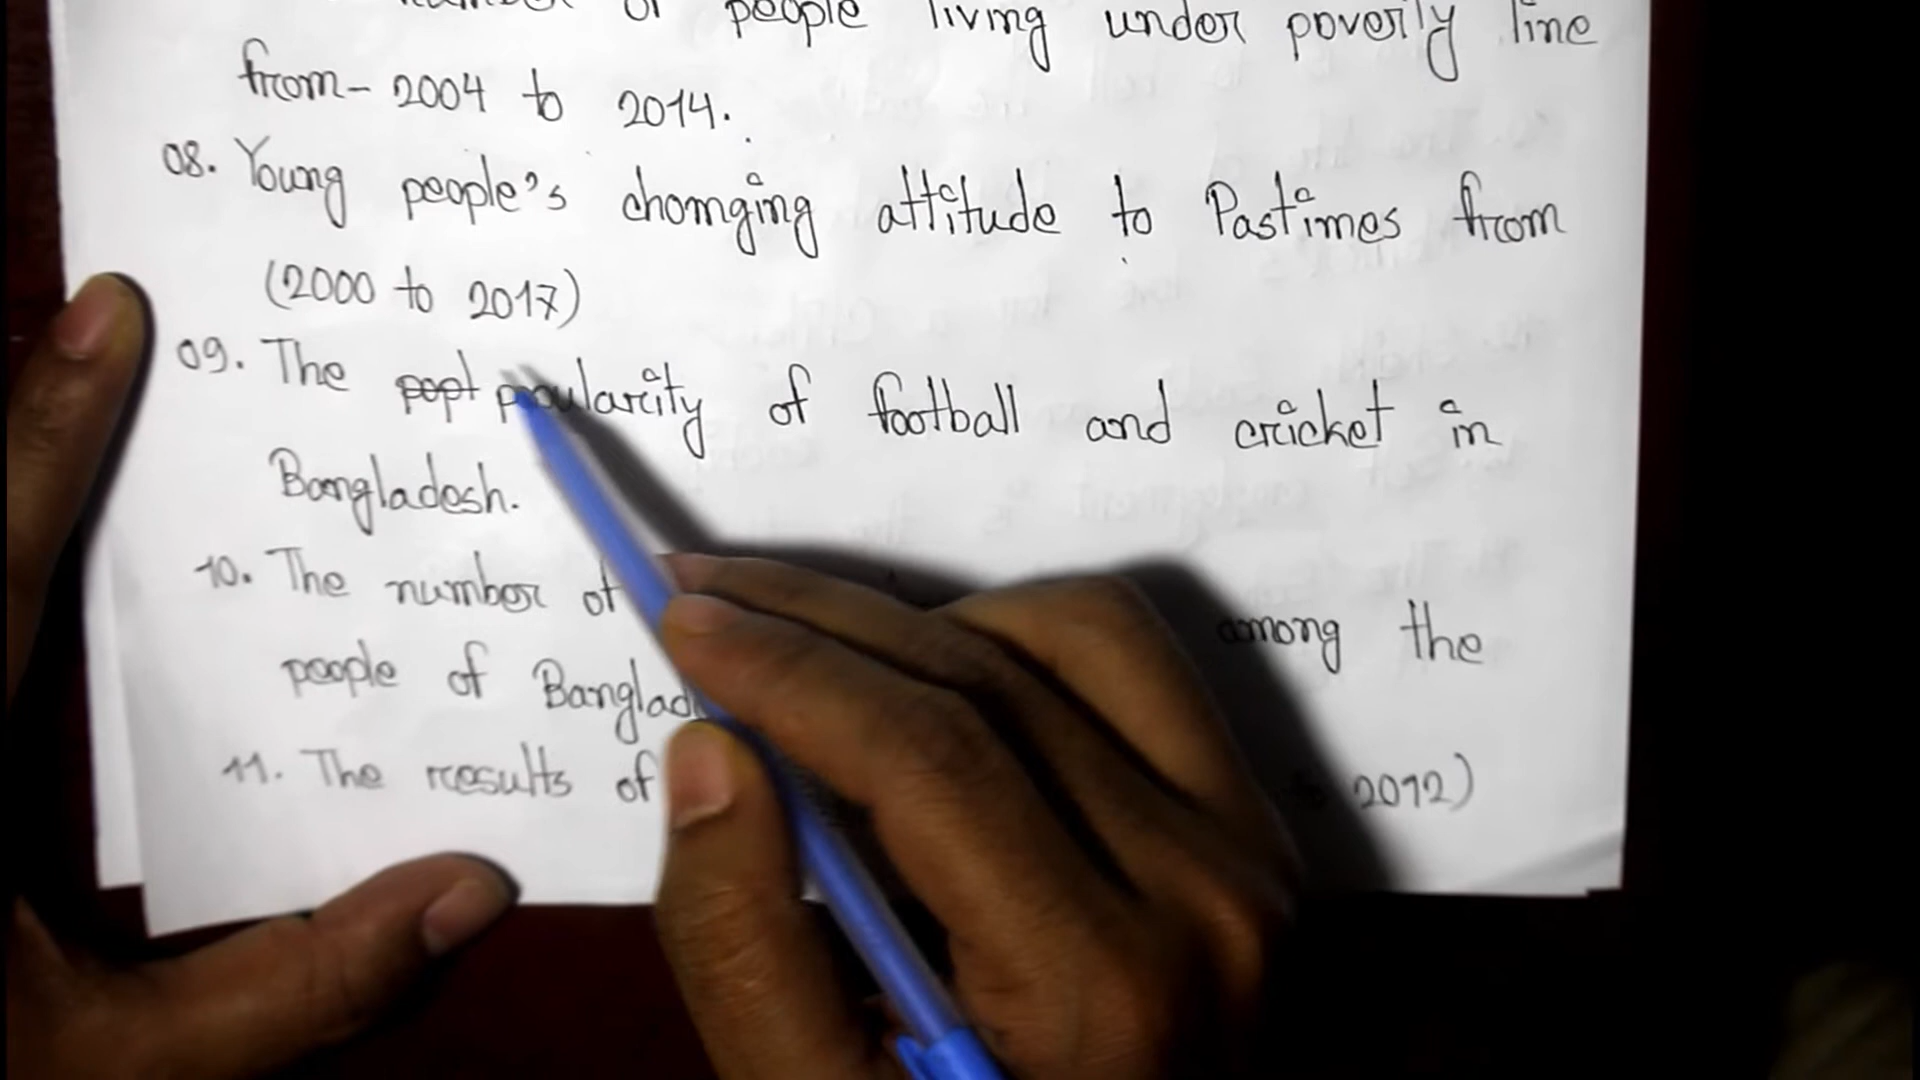 number of people living under poverty line
from- 2004 to 2014.
08. Young people's changing attitude to Pastimes from
(2000 to 2017)
09. The popularity of football and cricket in
Bangladesh.
10. The number of among the
people of
11. The results of 2012)